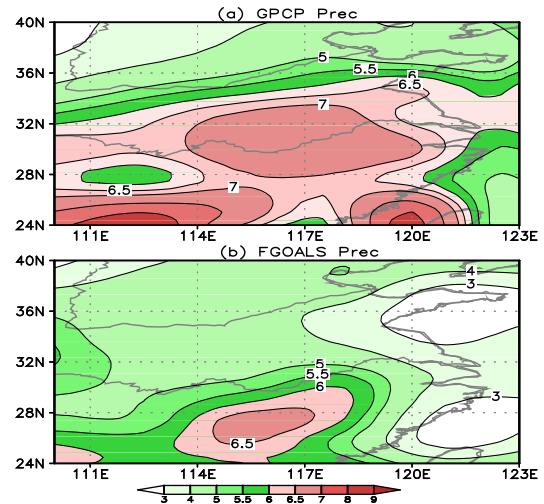 (a) GPCP Prec
40N
36N
32N
28N
24N
5
5.5
6
6.5
7
6.5
7
111E 114E 117E 120E 123E
(b) FGOALS Prec
40N
36N
32N
28N
24N
4
3
5
5.5
6
3
6.5
111E 114E 117E 120E 123E
3 4 5 5.5 6 6.5 7 8 9